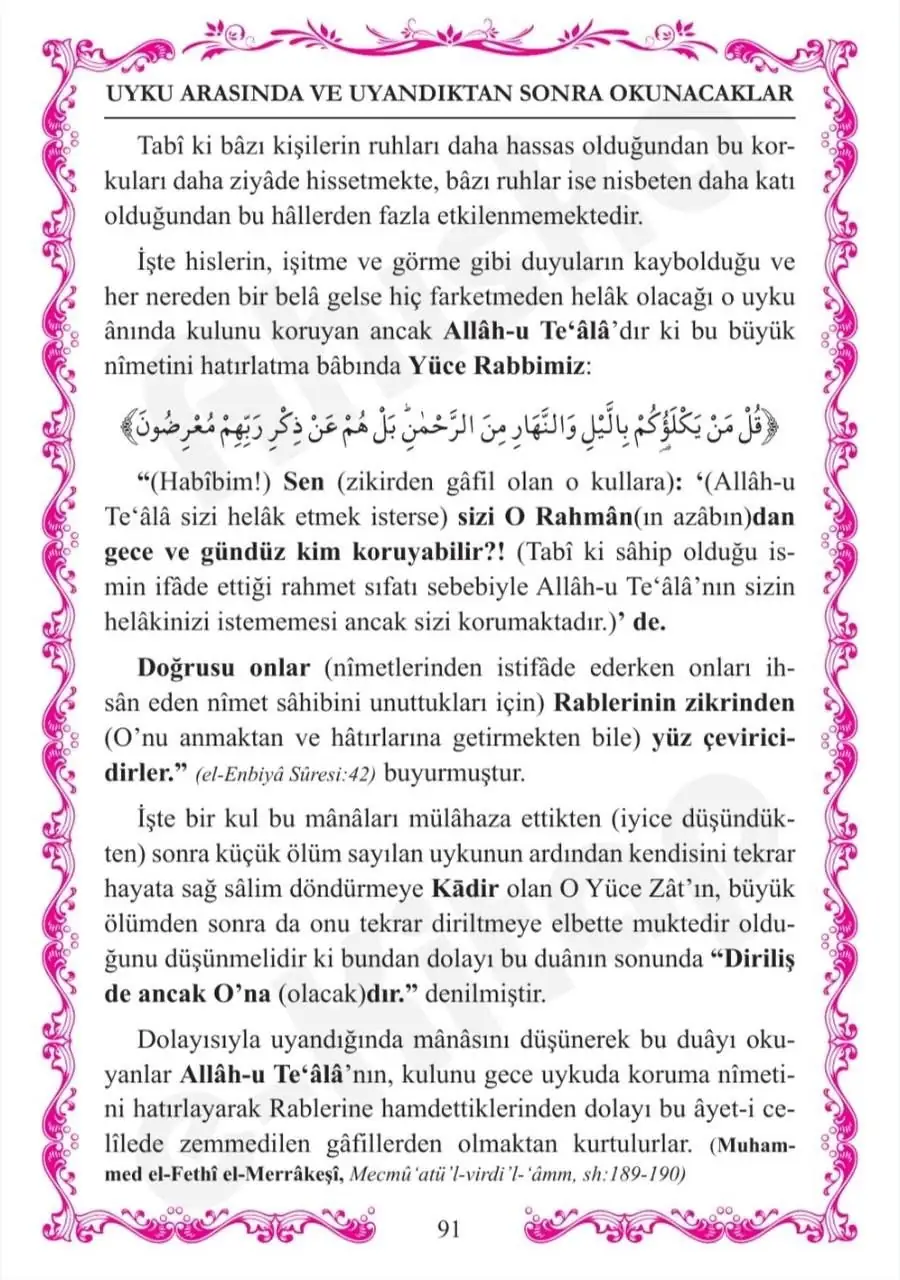 UYKU ARASINDA VE UYANDIKTAN SONRA OKUNACAKLAR
Tabî ki bâzı kişilerin ruhları daha hassas olduğundan bu kor-
kuları daha ziyâde hissetmekte, bâzı ruhlar ise nisbeten daha katı
olduğundan bu hâllerden fazla etkilenmemektedir.
İşte hislerin, işitme ve görme gibi duyuların kaybolduğu ve
her nereden bir belâ gelse hiç farketmeden helâk olacağı o uyku
ânında kulunu koruyan ancak Allâh-u Te‘âlâ’dır ki bu büyük
nîmetini hatırlatma bâbında Yüce Rabbimiz:
﴿قُلْ مَنْ يَكْلَؤُكُمْ بِالَّيْلِ وَالنَّهَارِ مِنَ الرَّحْمٰنِۜ بَلْ هُمْ عَنْ ذِكْرِ رَبِّهِمْ مُعْرِضُونَ﴾
“(Habîbim!) Sen (zikirden gâfil olan o kullara): ‘(Allâh-u
Te‘âlâ sizi helâk etmek isterse) sizi O Rahmân(ın azâbın)dan
gece ve gündüz kim koruyabilir?! (Tabî ki sâhip olduğu is-
min ifâde ettiği rahmet sıfatı sebebiyle Allâh-u Te‘âlâ’nın sizin
helâkinizi istememesi ancak sizi korumaktadır.)’ de.
Doğrusu onlar (nîmetlerinden istifâde ederken onları ih-
sân eden nîmet sâhibini unuttukları için) Rablerinin zikrinden
(O’nu anmaktan ve hâtırlarına getirmekten bile) yüz çevirici-
dirler.” (el-Enbiyâ Sûresi:42) buyurmuştur.
İşte bir kul bu mânâları mülâhaza ettikten (iyice düşündük-
ten) sonra küçük ölüm sayılan uykunun ardından kendisini tekrar
hayata sağ sâlim döndürmeye Kādir olan O Yüce Zât’ın, büyük
ölümden sonra da onu tekrar diriltmeye elbette muktedir oldu-
ğunu düşünmelidir ki bundan dolayı bu duânın sonunda “Diriliş
de ancak O’na (olacak)dır.” denilmiştir.
Dolayısıyla uyandığında mânâsını düşünerek bu duâyı oku-
yanlar Allâh-u Te‘âlâ’nın, kulunu gece uykuda koruma nîmeti-
ni hatırlayarak Rablerine hamdettiklerinden dolayı bu âyet-i ce-
lîlede zemmedilen gâfillerden olmaktan kurtulurlar. (Muham-
med el-Fethî el-Merrâkeşî, Mecmû‘atü’l-virdi’l-‘âmm, sh:189-190)
91